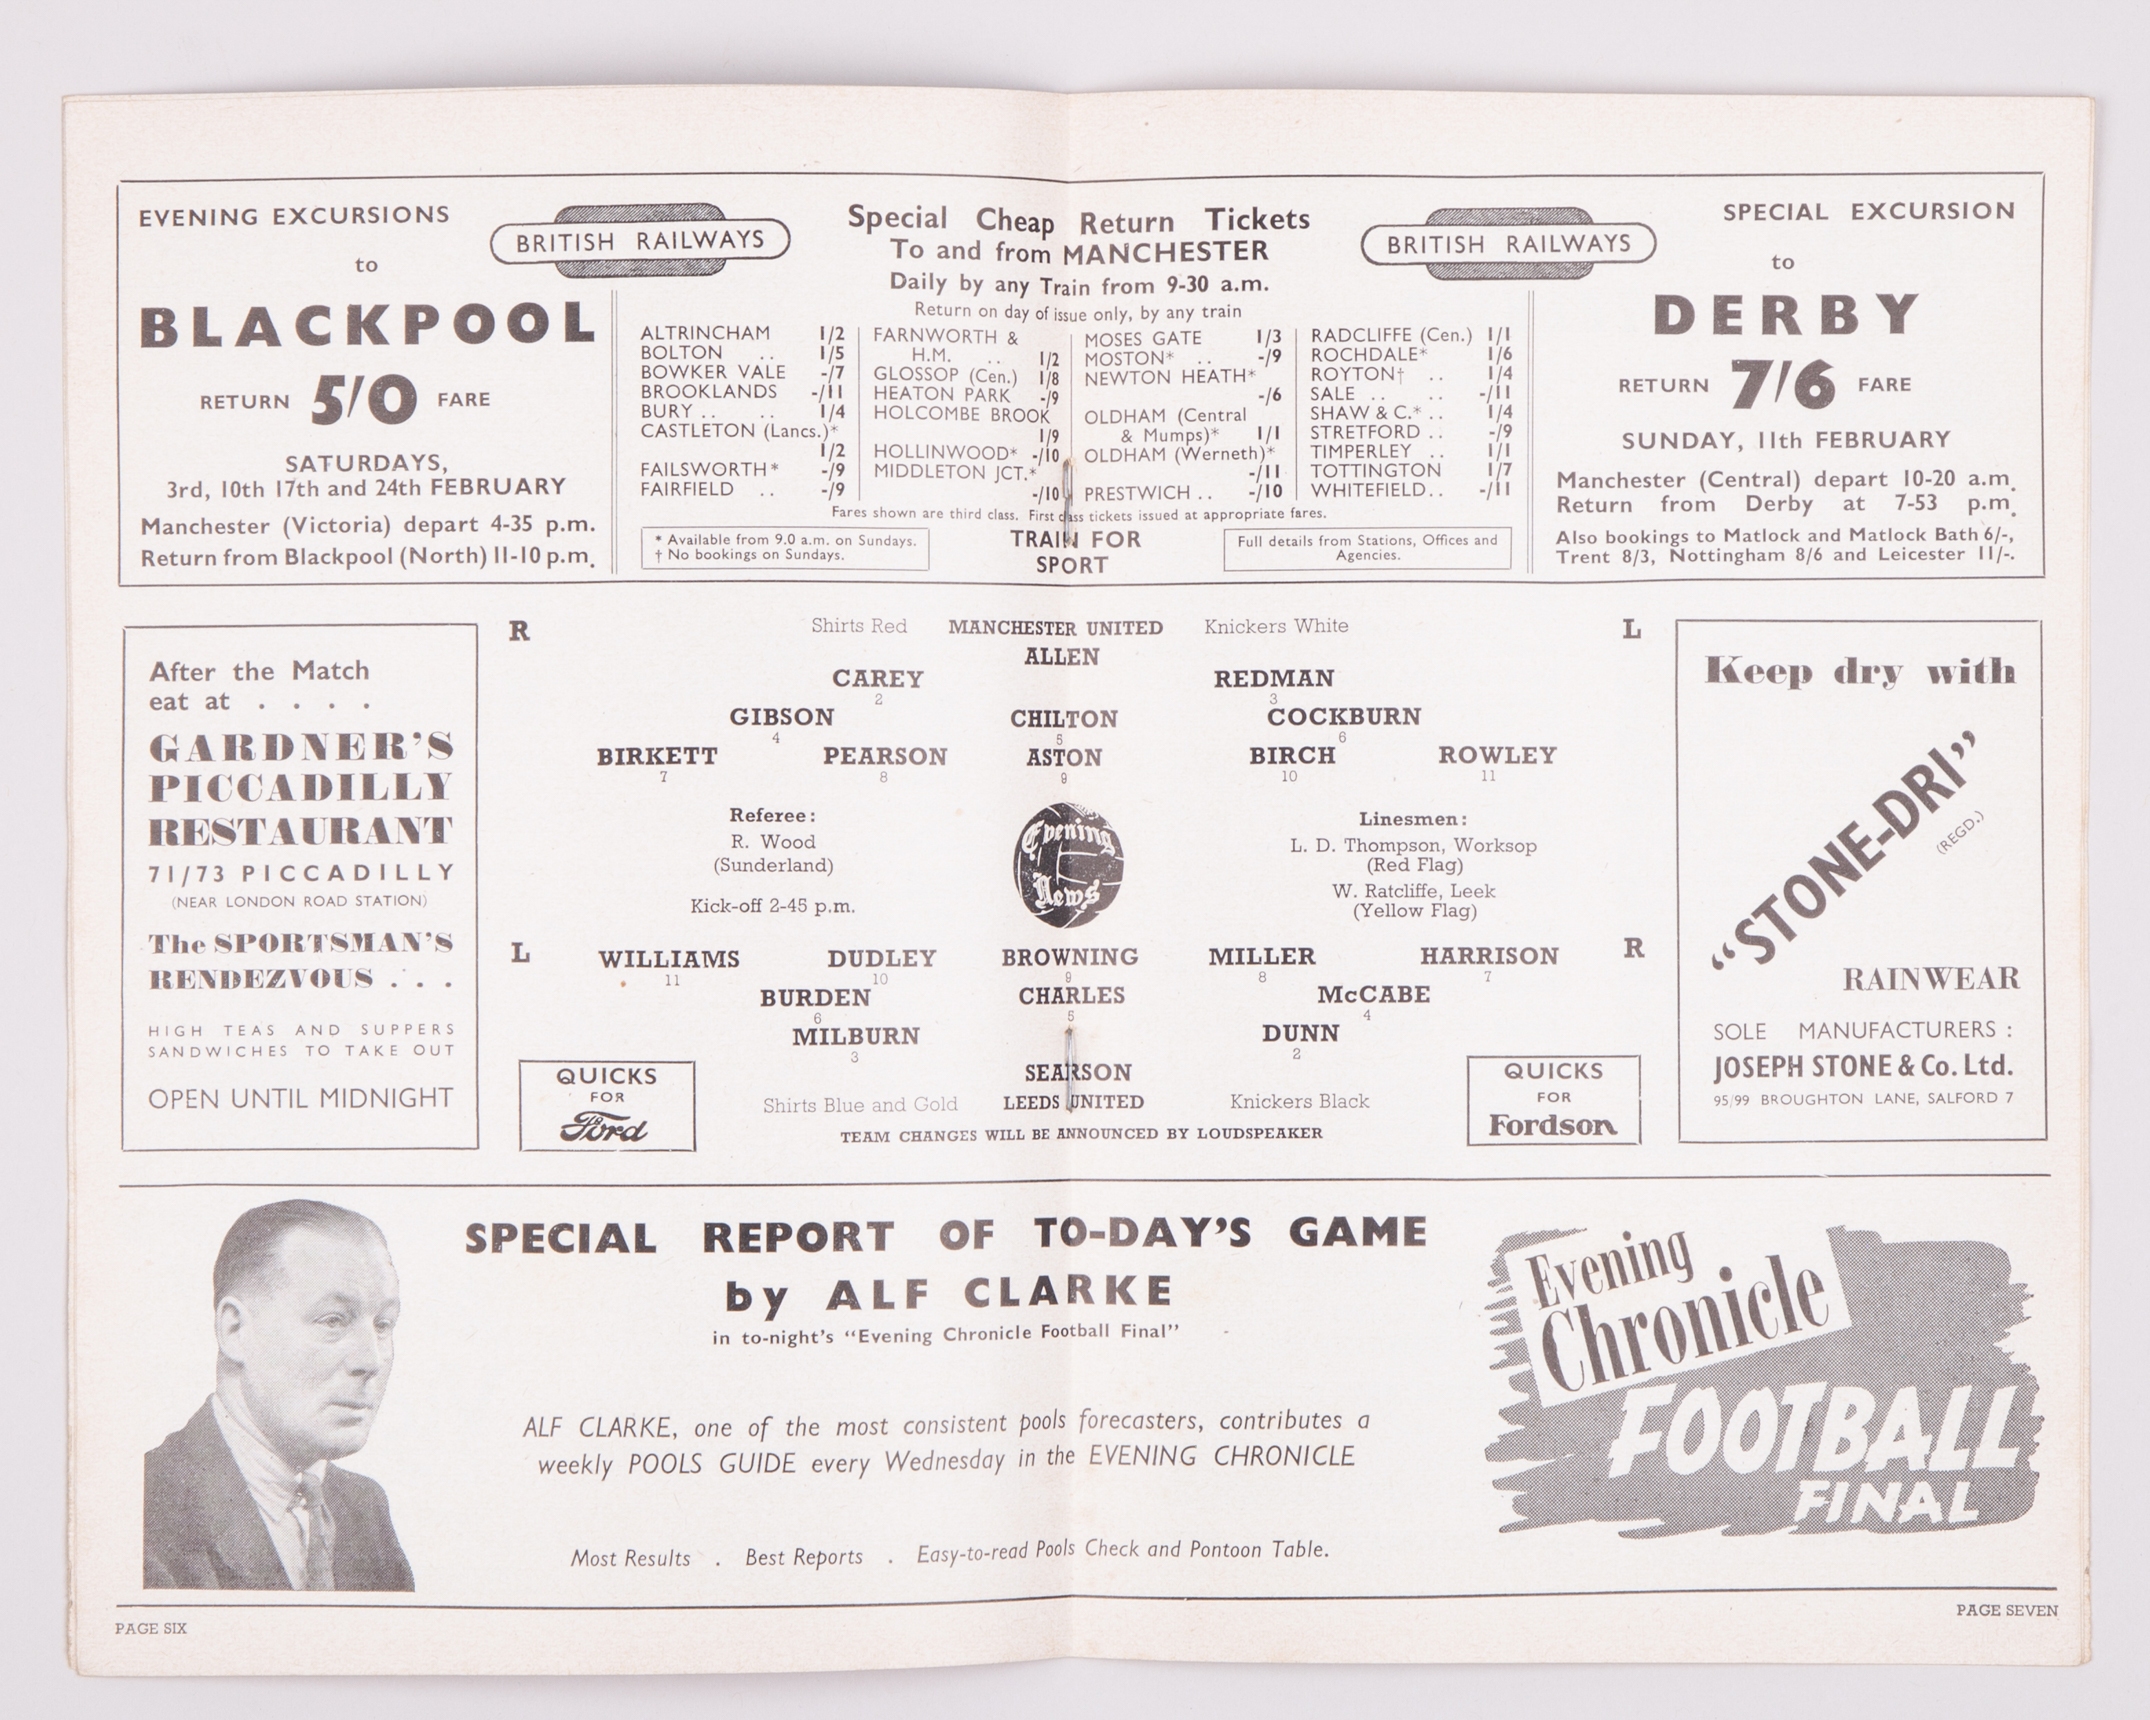 EVENING EXCURSIONS
to
BLACKPOOL
RETURN 5/0 FARE
SATURDAYS,
3rd, 10th 17th and 24th FEBRUARY
Manchester (Victoria) depart 4-35 p.m.
Return from Blackpool (North) 11-10 p.m.
BRITISH RAILWAYS
Special Cheap Return Tickets
To and from MANCHESTER
Daily by any Train from 9-30 a.m.
Return on day of issue only, by any train
ALTRINCHAM 1/2
BOLTON .. 1/5
BOWKER VALE -/7
BROOKLANDS -/11
BURY .. .. 1/4
CASTLETON (Lancs.)*
1/2
FAILSWORTH* -/9
FAIRFIELD .. -/9
FARNWORTH &
H.M. .. 1/2
GLOSSOP (Cen.) 1/8
HEATON PARK -/9
HOLCOMBE BROOK
1/9
HOLLINWOOD* -/10
MIDDLETON JCT.*
-/10
MOSES GATE 1/3
MOSTON* .. -/9
NEWTON HEATH*
-/6
OLDHAM (Central
& Mumps)* 1/1
OLDHAM (Werneth)*
-/11
PRESTWICH .. -/10
RADCLIFFE (Cen.) 1/1
ROCHDALE* 1/6
ROYTON† .. 1/4
SALE .. .. -/11
SHAW & C.* .. 1/4
STRETFORD .. -/9
TIMPERLEY .. 1/1
TOTTINGTON 1/7
WHITEFIELD.. -/11
Fares shown are third class. First class tickets issued at appropriate fares.
* Available from 9.0 a.m. on Sundays.
† No bookings on Sundays.
TRAIN FOR
SPORT
Full details from Stations, Offices and
Agencies.
BRITISH RAILWAYS
SPECIAL EXCURSION
to
DERBY
RETURN 7/6 FARE
SUNDAY, 11th FEBRUARY
Manchester (Central) depart 10-20 a.m.
Return from Derby at 7-53 p.m.
Also bookings to Matlock and Matlock Bath 6/-,
Trent 8/3, Nottingham 8/6 and Leicester 11/-.
After the Match
eat at . . . .
GARDNER'S
PICCADILLY
RESTAURANT
71/73 PICCADILLY
(NEAR LONDON ROAD STATION)
The SPORTSMAN'S
RENDEZVOUS . . .
HIGH TEAS AND SUPPERS
SANDWICHES TO TAKE OUT
OPEN UNTIL MIDNIGHT
R Shirts Red MANCHESTER UNITED Knickers White L
ALLEN
CAREY REDMAN
2 3
GIBSON CHILTON COCKBURN
4 5 6
BIRKETT PEARSON ASTON BIRCH ROWLEY
7 8 9 10 11
Referee:
R. Wood
(Sunderland)
Kick-off 2-45 p.m.
Evening
News
Linesmen:
L. D. Thompson, Worksop
(Red Flag)
W. Ratcliffe, Leek
(Yellow Flag)
L WILLIAMS DUDLEY BROWNING MILLER HARRISON R
11 10 9 8 7
BURDEN CHARLES McCABE
6 5 4
MILBURN DUNN
3 2
SEARSON
Shirts Blue and Gold LEEDS UNITED Knickers Black
TEAM CHANGES WILL BE ANNOUNCED BY LOUDSPEAKER
QUICKS
FOR
Ford
QUICKS
FOR
Fordson
Keep dry with
"STONE-DRI"
(REGD.)
RAINWEAR
SOLE MANUFACTURERS :
JOSEPH STONE & Co. Ltd.
95/99 BROUGHTON LANE, SALFORD 7
SPECIAL REPORT OF TO-DAY'S GAME
by ALF CLARKE
in to-night's "Evening Chronicle Football Final"
ALF CLARKE, one of the most consistent pools forecasters, contributes a
weekly POOLS GUIDE every Wednesday in the EVENING CHRONICLE
Most Results . Best Reports . Easy-to-read Pools Check and Pontoon Table.
Evening
Chronicle
FOOTBALL
FINAL
PAGE SIX
PAGE SEVEN